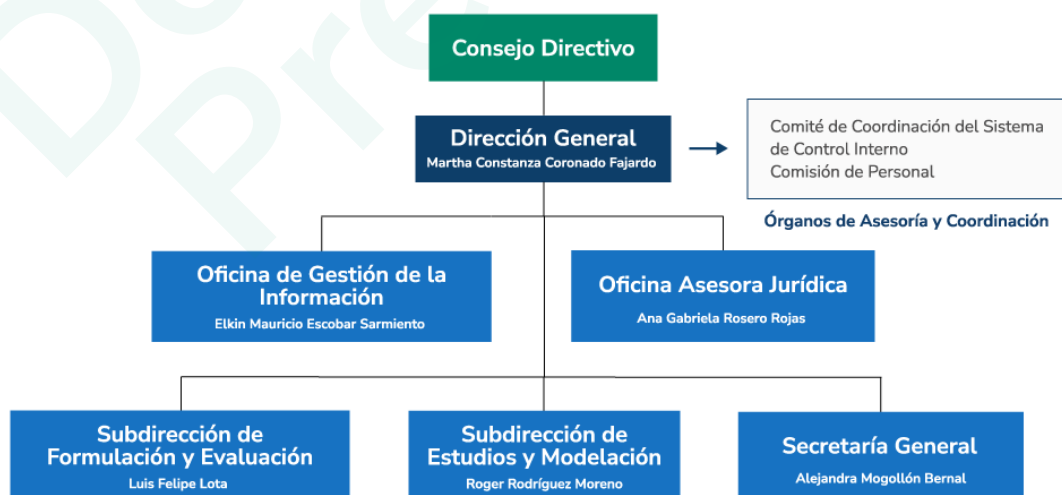 Consejo Directivo
Dirección General
Martha Constanza Coronado Fajardo
Comité de Coordinación del Sistema
de Control Interno
Comisión de Personal
Órganos de Asesoría y Coordinación
Oficina de Gestión de la
Información
Elkin Mauricio Escobar Sarmiento
Oficina Asesora Jurídica
Ana Gabriela Rosero Rojas
Subdirección de
Formulación y Evaluación
Luis Felipe Lota
Subdirección de
Estudios y Modelación
Roger Rodríguez Moreno
Secretaría General
Alejandra Mogollón Bernal